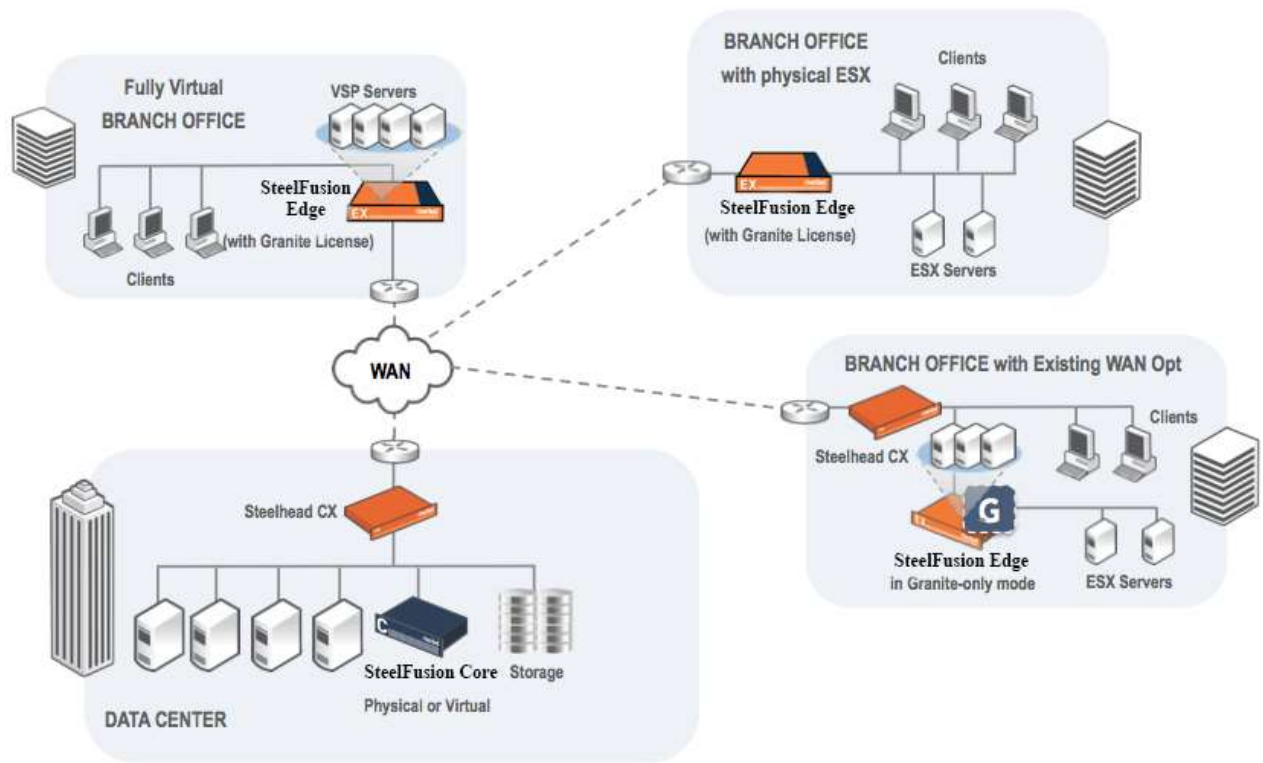 Fully Virtual
BRANCH OFFICE
VSP Servers
SteelFusion
Edge
EX
(with Granite License)
Clients
BRANCH OFFICE
with physical ESX
Clients
EX
SteelFusion Edge
(with Granite License)
ESX Servers
WAN
BRANCH OFFICE with Existing WAN Opt
Clients
Steelhead CX
G
SteelFusion Edge
in Granite-only mode
ESX Servers
Steelhead CX
C
SteelFusion Core
Storage
Physical or Virtual
DATA CENTER